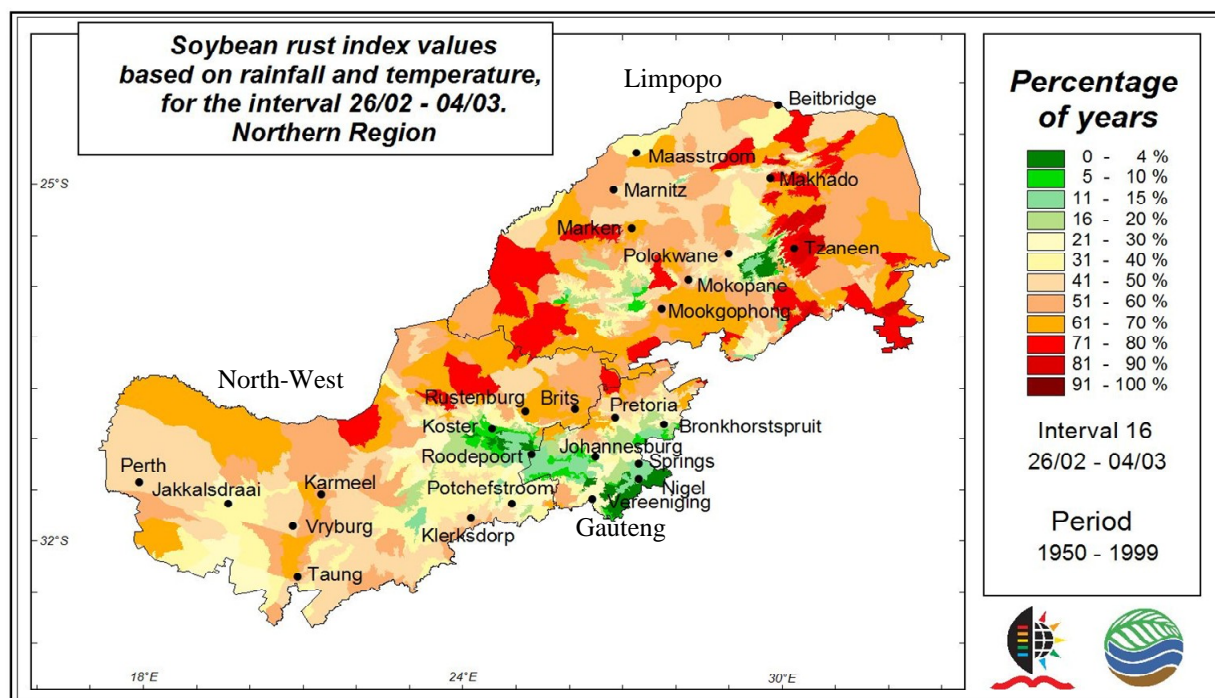 Soybean rust index values
based on rainfall and temperature,
for the interval 26/02 - 04/03.
Northern Region
Limpopo
Beitbridge
Maasstroom
Makhado
Marnitz
25°S
Marken
Polokwane
Tzaneen
Mokopane
Mookgophong
North-West
Rustenburg
Brits
Pretoria
Koster
Bronkhorstspruit
Johannesburg
Roodepoort
Springs
Perth
Jakkalsdraai
Karmeel
Potchefstroom
Nigel
Vereeniging
Vryburg
Klerksdorp
Gauteng
32°S
Taung
18°E
24°E
30°E
Percentage
of years
0 - 4 %
5 - 10 %
11 - 15 %
16 - 20 %
21 - 30 %
31 - 40 %
41 - 50 %
51 - 60 %
61 - 70 %
71 - 80 %
81 - 90 %
91 - 100 %
Interval 16
26/02 - 04/03
Period
1950 - 1999